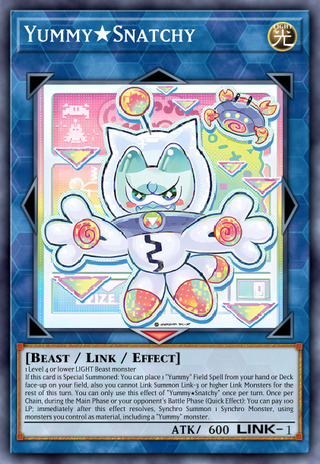 Yummy★Snatchy
LIGHT
光
[Beast / Link / Effect]
1 Level 4 or lower LIGHT Beast monster
If this card is Special Summoned: You can place 1 "Yummy" Field Spell from your hand or Deck
face-up on your field, also you cannot Link Summon Link-3 or higher Link Monsters for the
rest of this turn. You can only use this effect of "Yummy★Snatchy" once per turn. Once per
Chain, during the Main Phase or your opponent's Battle Phase (Quick Effect): You can pay 100
LP; immediately after this effect resolves, Synchro Summon 1 Synchro Monster, using
monsters you control as material, including a "Yummy" monster.
ATK/ 600 LINK-1